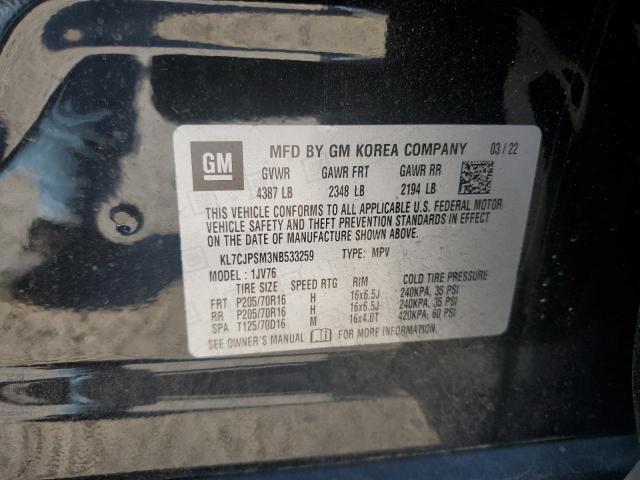 GM
MFD BY GM KOREA COMPANY 03/22
GVWR GAWR FRT GAWR RR
4387 LB 2348 LB 2194 LB
THIS VEHICLE CONFORMS TO ALL APPLICABLE U.S. FEDERAL MOTOR
VEHICLE SAFETY AND THEFT PREVENTION STANDARDS IN EFFECT
ON THE DATE OF MANUFACTURE SHOWN ABOVE.
KL7CJPSM3NB533259 TYPE: MPV
MODEL: 1JV76
TIRE SIZE SPEED RTG RIM COLD TIRE PRESSURE
FRT P205/70R16 H 16x6.5J 240KPA, 35 PSI
RR P205/70R16 H 16x6.5J 240KPA, 35 PSI
SPA T125/70D16 M 16x4.0T 420KPA, 60 PSI
SEE OWNER'S MANUAL FOR MORE INFORMATION.